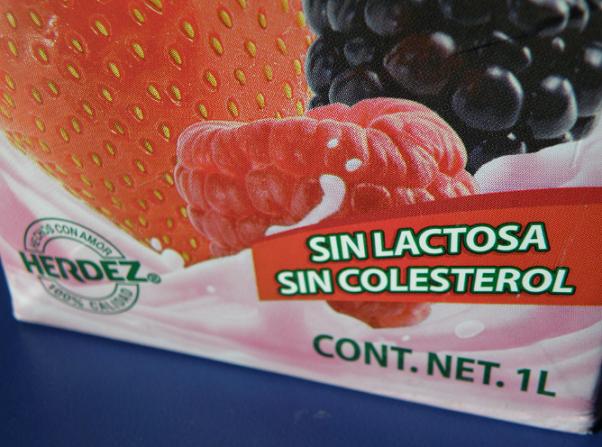 SIN LACTOSA
SIN COLESTEROL
HECHOS CON AMOR
HERDEZ®
100% CALIDAD
CONT. NET. 1L